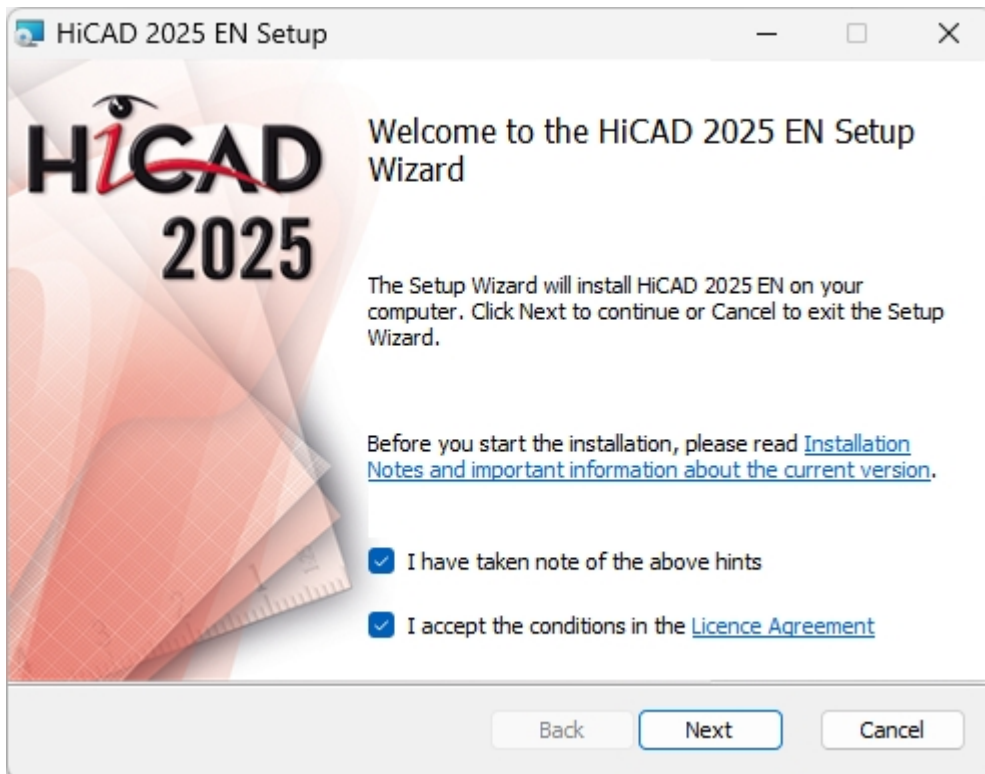 HiCAD 2025 EN Setup
HiCAD
2025
Welcome to the HiCAD 2025 EN Setup
Wizard
The Setup Wizard will install HiCAD 2025 EN on your
computer. Click Next to continue or Cancel to exit the Setup
Wizard.
Before you start the installation, please read Installation
Notes and important information about the current version.
I have taken note of the above hints
I accept the conditions in the Licence Agreement
Back
Next
Cancel